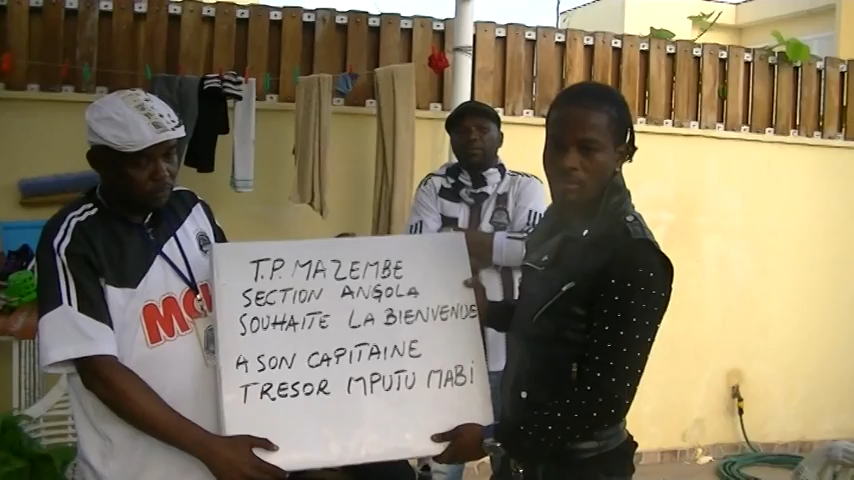 T.P. MAZEMBE
SECTION ANGOLA
SOUHAITE LA BIENVENUE
A SON CAPITAINE
TRESOR MPUTU MABI